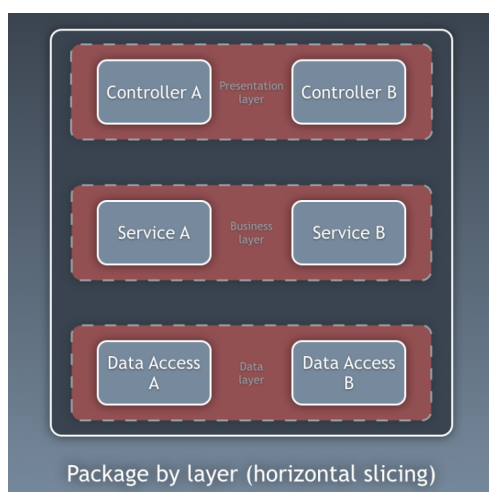 Controller A
Presentation
layer
Controller B
Service A
Business
layer
Service B
Data Access
A
Data
layer
Data Access
B
Package by layer (horizontal slicing)